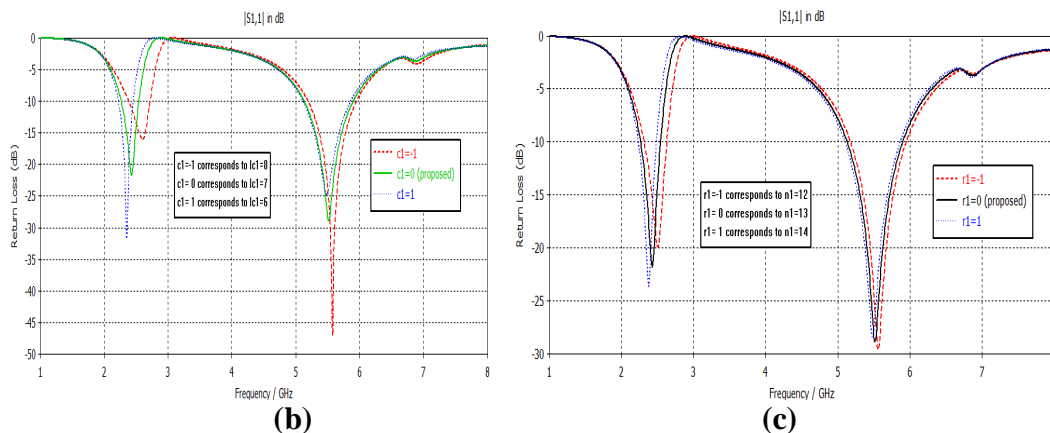 |S1,1| in dB
0
-5
-10
-15
-20
-25
-30
-35
-40
-45
-50
Return Loss (dB)
c1=-1 corresponds to lc1=8
c1=0 corresponds to lc1=7
c1=1 corresponds to lc1=6
c1=-1
c1=0 (proposed)
c1=1
1 2 3 4 5 6 7 8
Frequency / GHz
(b)
|S1,1| in dB
0
-5
-10
-15
-20
-25
-30
Return Loss (dB)
r1=-1 corresponds to n1=12
r1=0 corresponds to n1=13
r1= 1 corresponds to n1=14
r1=-1
r1=0 (proposed)
r1=1
1 2 3 4 5 6 7
Frequency / GHz
(c)